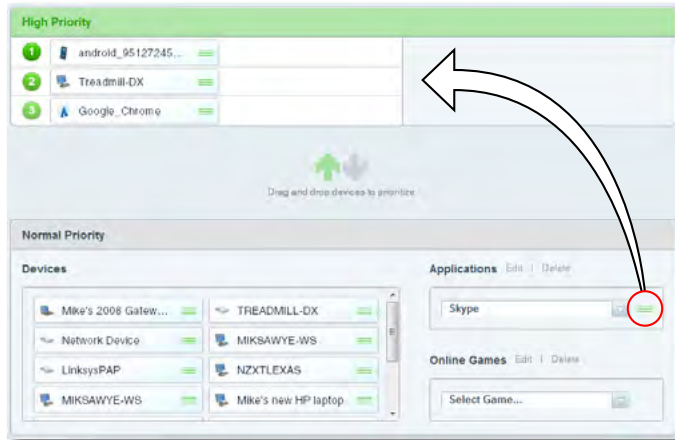 High Priority
1 android_95127245...
2 Treadmill-DX
3 Google_Chrome
Drag and drop devices to prioritize
Normal Priority
Devices
Applications Edit | Delete
Mike's 2008 Gatew... TREADMILL-DX
Skype
Network Device MIKSAWYE-WS
LinksysPAP NZXTLEXAS
Online Games Edit | Delete
MIKSAWYE-WS Mike's new HP laptop
Select Game...